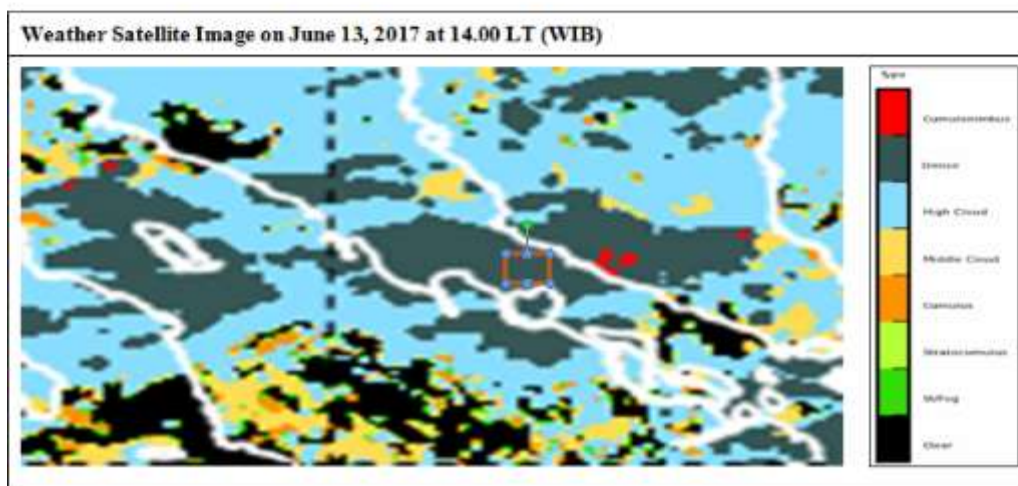 Weather Satellite Image on June 13, 2017 at 14.00 LT (WIB)
Type
Cumulonimbus
Dense
High Cloud
Middle Cloud
Cumulus
Stratocumulus
St/Fog
Clear